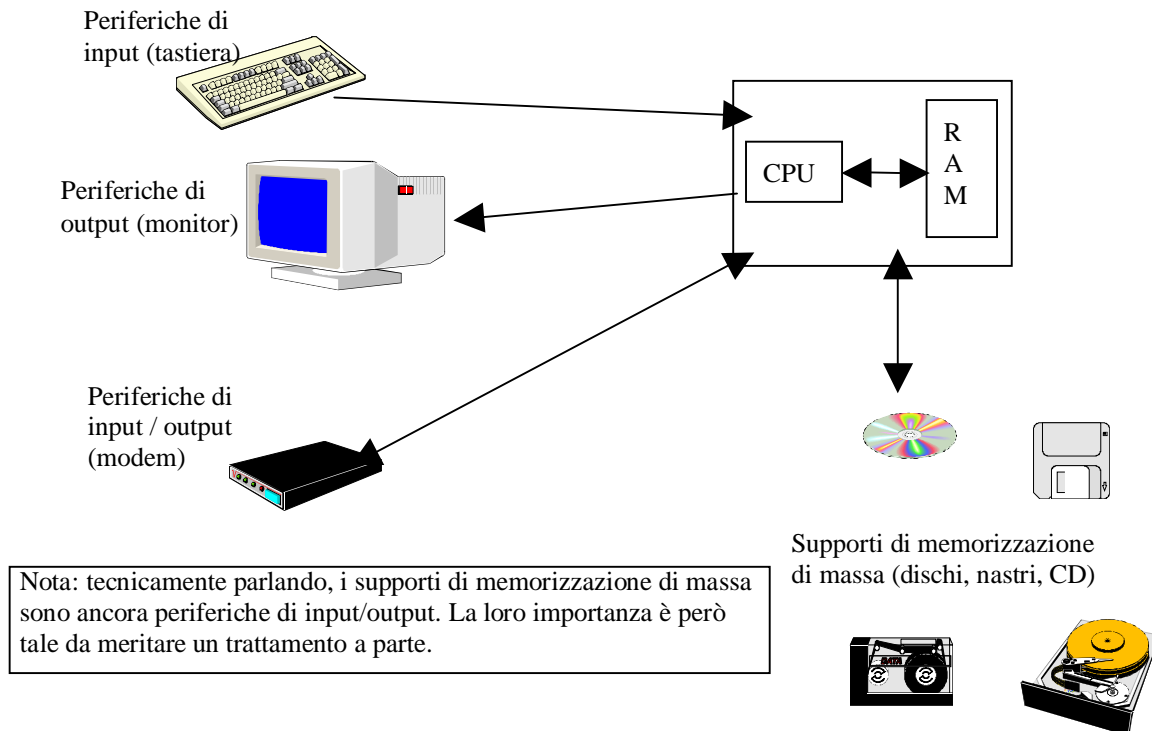 Periferiche di
input (tastiera)
R
A
M
CPU
Periferiche di
output (monitor)
Periferiche di
input / output
(modem)
Supporti di memorizzazione
di massa (dischi, nastri, CD)
Nota: tecnicamente parlando, i supporti di memorizzazione di massa
sono ancora periferiche di input/output. La loro importanza è però
tale da meritare un trattamento a parte.